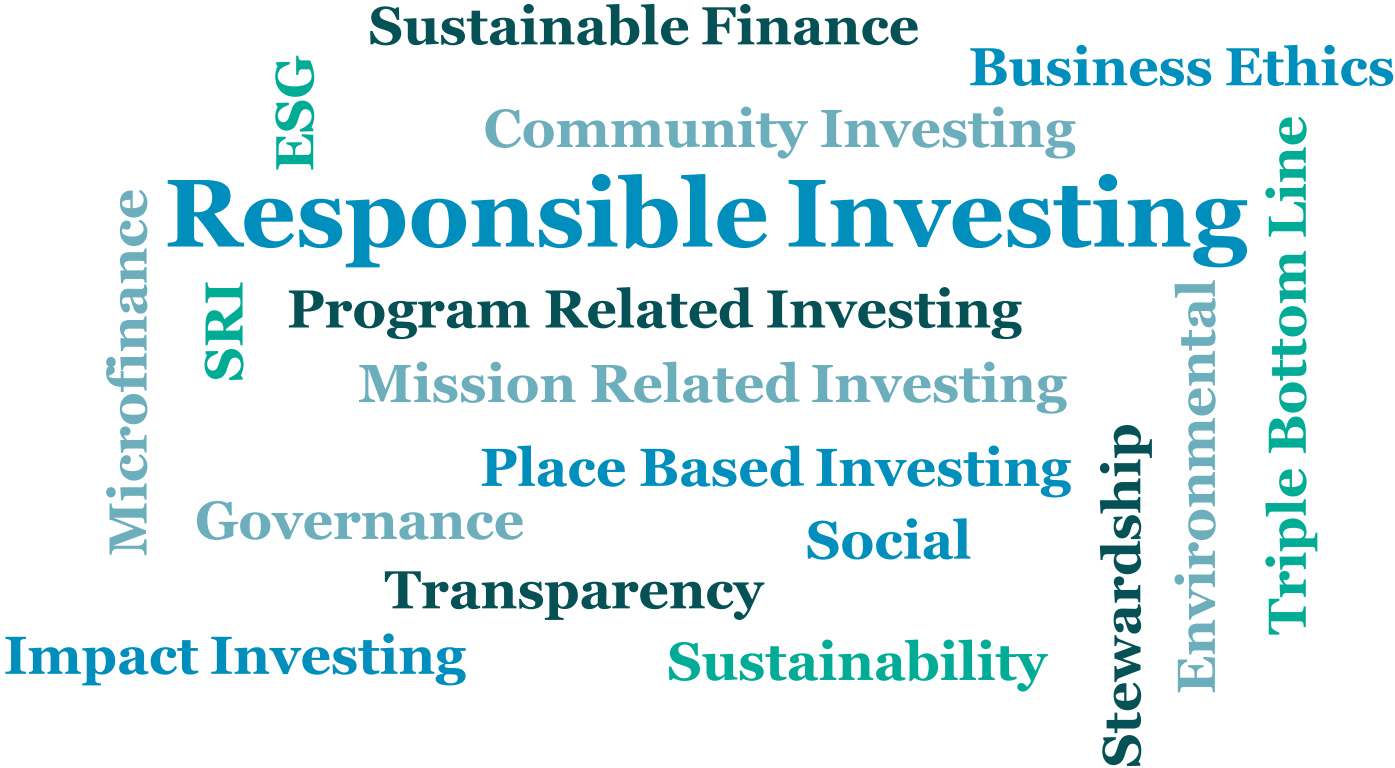 Sustainable Finance
Business Ethics
ESG
Community Investing
Responsible Investing
Triple Bottom Line
Microfinance
SRI
Program Related Investing
Environmental
Mission Related Investing
Stewardship
Place Based Investing
Governance
Social
Transparency
Impact Investing
Sustainability